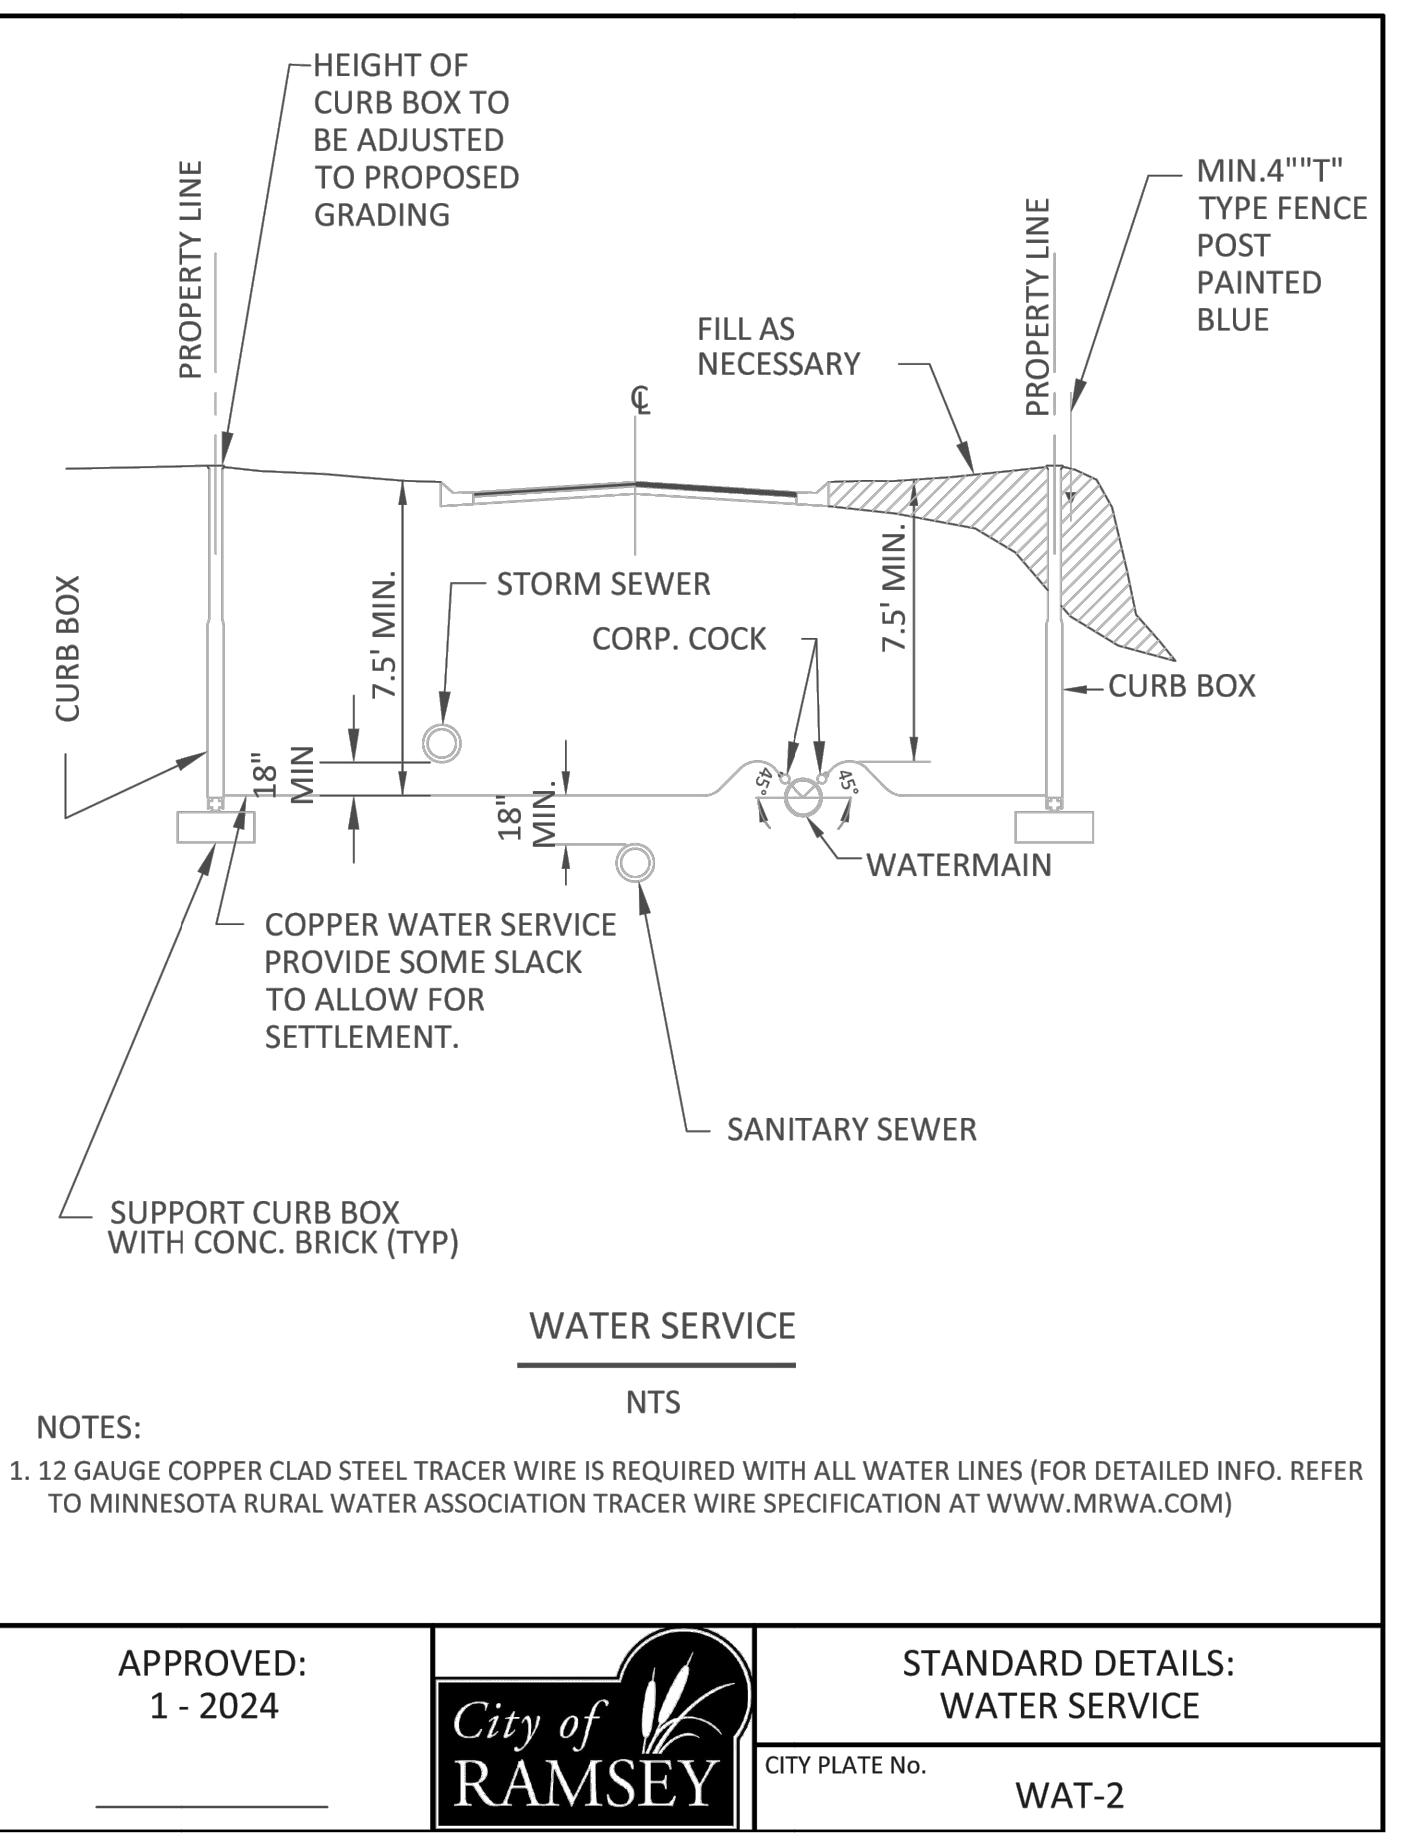 HEIGHT OF
CURB BOX TO
BE ADJUSTED
TO PROPOSED
GRADING
PROPERTY LINE
PROPERTY LINE
MIN.4""T"
TYPE FENCE
POST
PAINTED
BLUE
FILL AS
NECESSARY
℄
CURB BOX
7.5' MIN.
STORM SEWER
CORP. COCK
7.5' MIN.
CURB BOX
18"
MIN
18"
MIN.
45°
45°
WATERMAIN
COPPER WATER SERVICE
PROVIDE SOME SLACK
TO ALLOW FOR
SETTLEMENT.
SANITARY SEWER
SUPPORT CURB BOX
WITH CONC. BRICK (TYP)
WATER SERVICE
NTS
NOTES:
1. 12 GAUGE COPPER CLAD STEEL TRACER WIRE IS REQUIRED WITH ALL WATER LINES (FOR DETAILED INFO. REFER
TO MINNESOTA RURAL WATER ASSOCIATION TRACER WIRE SPECIFICATION AT WWW.MRWA.COM)
APPROVED:
1 - 2024
City of
RAMSEY
STANDARD DETAILS:
WATER SERVICE
CITY PLATE No.
WAT-2